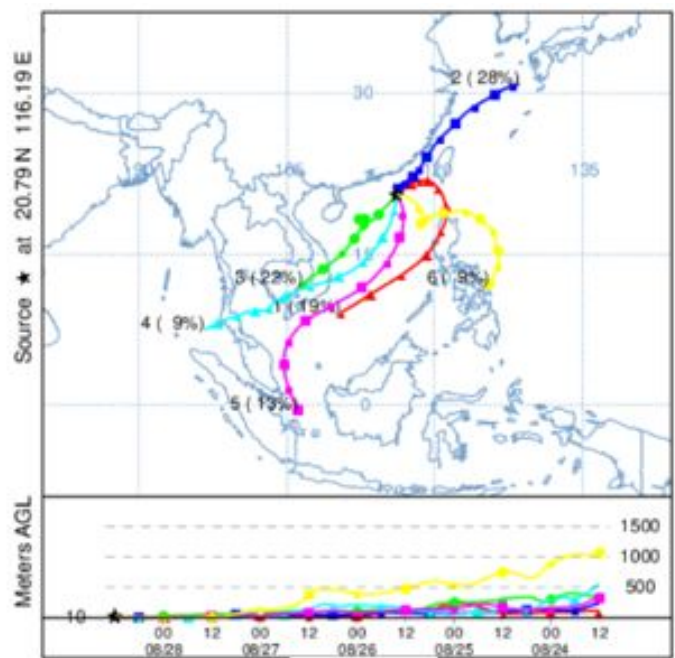 Source ★ at 20.79 N 116.19 E
2 ( 28%)
30
105
135
3 ( 22%)
6 ( 9%)
1 ( 19%)
4 ( 9%)
5 ( 13%)
0
Meters AGL
1500
1000
500
10
00 12 00 12 00 12 00 12 00 12
08/28 08/27 08/26 08/25 08/24